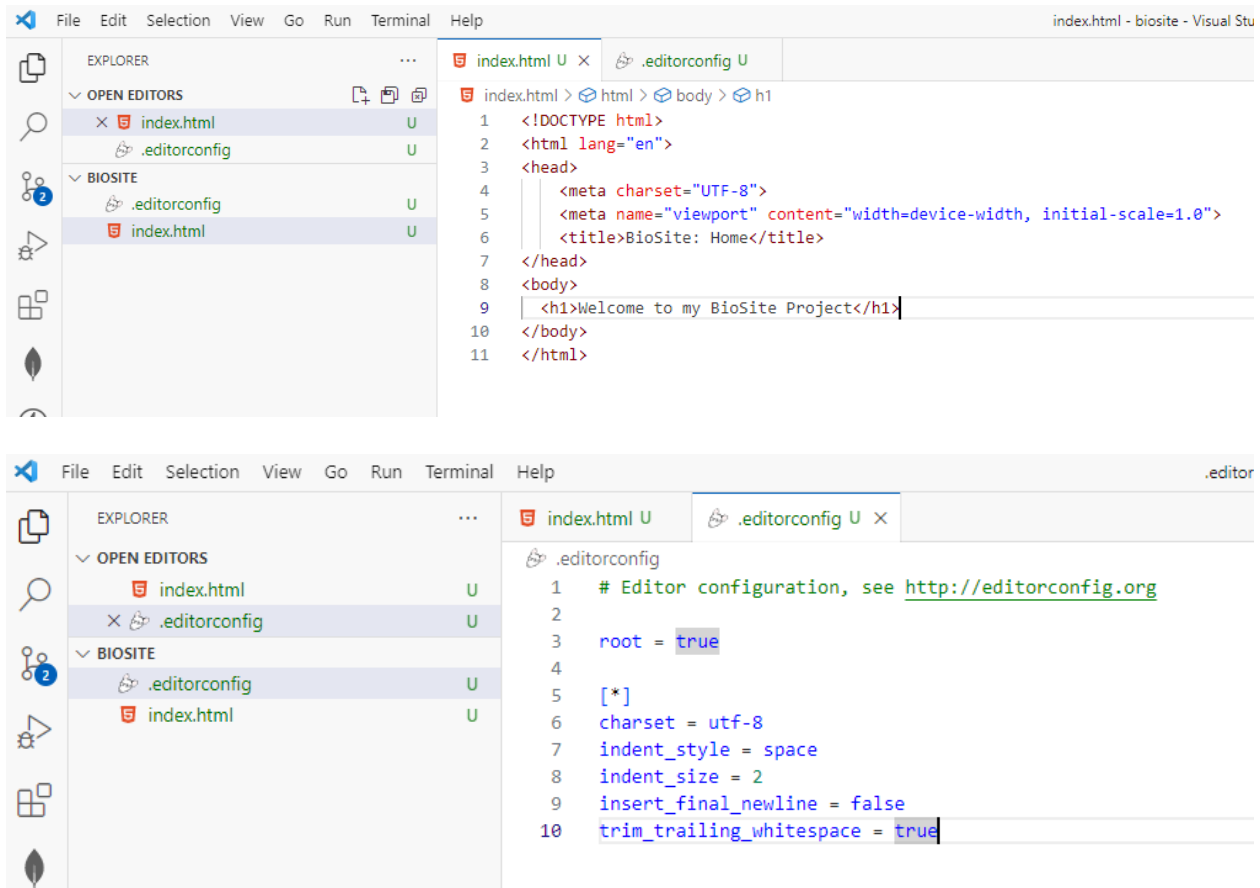 File Edit Selection View Go Run Terminal Help index.html - biosite - Visual Stu
EXPLORER ···
OPEN EDITORS
index.html U
.editorconfig U
BIOSITE
.editorconfig U
index.html U
2
index.html U .editorconfig U
index.html > html > body > h1
1 <!DOCTYPE html>
2 <html lang="en">
3 <head>
4 <meta charset="UTF-8">
5 <meta name="viewport" content="width=device-width, initial-scale=1.0">
6 <title>BioSite: Home</title>
7 </head>
8 <body>
9 <h1>Welcome to my BioSite Project</h1>
10 </body>
11 </html>
File Edit Selection View Go Run Terminal Help .editor
EXPLORER ···
OPEN EDITORS
index.html U
.editorconfig U
BIOSITE
.editorconfig U
index.html U
2
index.html U .editorconfig U
.editorconfig
1 # Editor configuration, see http://editorconfig.org
2
3 root = true
4
5 [*]
6 charset = utf-8
7 indent_style = space
8 indent_size = 2
9 insert_final_newline = false
10 trim_trailing_whitespace = true